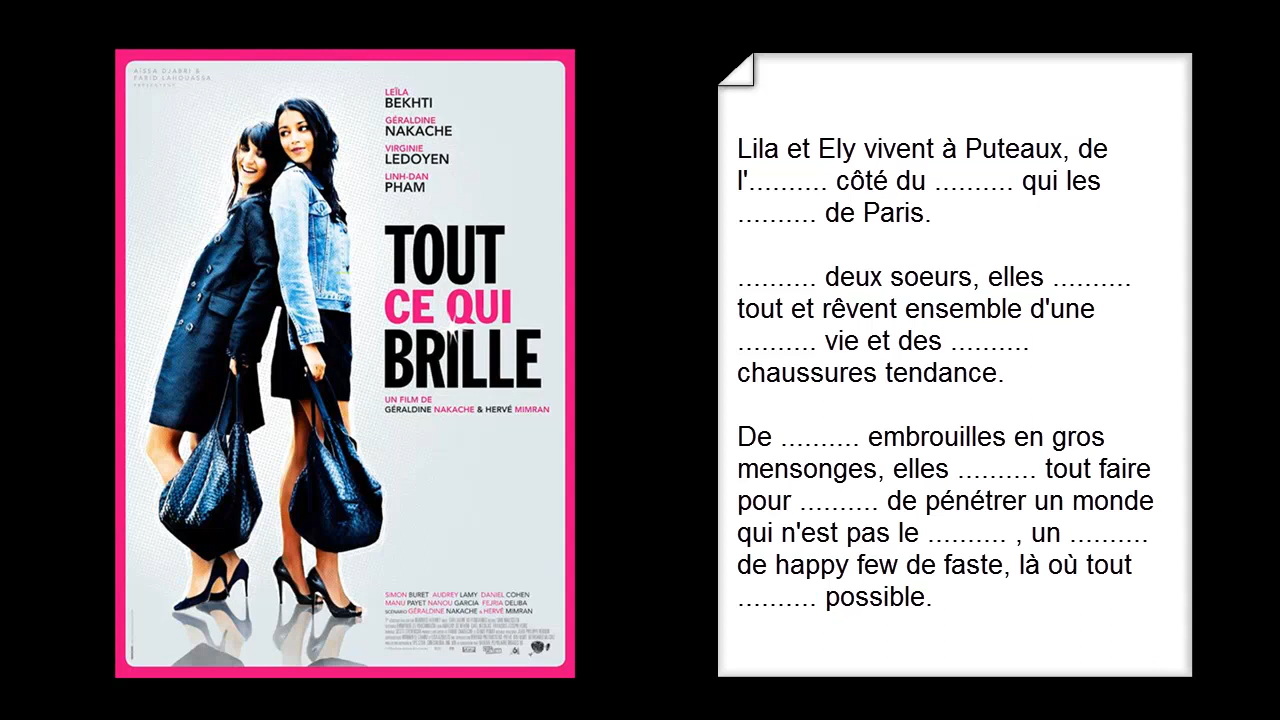 AÏSSA DJABRI &
FARID LAHOUASSA
LEÏLA
BEKHTI
GÉRALDINE
NAKACHE
VIRGINIE
LEDOYEN
LINH-DAN
PHAM
TOUT
CE QUI
BRILLE
UN FILM DE
GÉRALDINE NAKACHE & HERVÉ MIMRAN
SIMON BURET AUDREY LAMY DANIEL COHEN
MANU PAYET NANOU GARCIA FEJRIA DELIBA
SCÉNARIO GÉRALDINE NAKACHE & HERVÉ MIMRAN
Lila et Ely vivent à Puteaux, de
l'.......... côté du .......... qui les
.......... de Paris.
.......... deux soeurs, elles ..........
tout et rêvent ensemble d'une
.......... vie et des ..........
chaussures tendance.
De .......... embrouilles en gros
mensonges, elles .......... tout faire
pour .......... de pénétrer un monde
qui n'est pas le .......... , un ..........
de happy few de faste, là où tout
.......... possible.